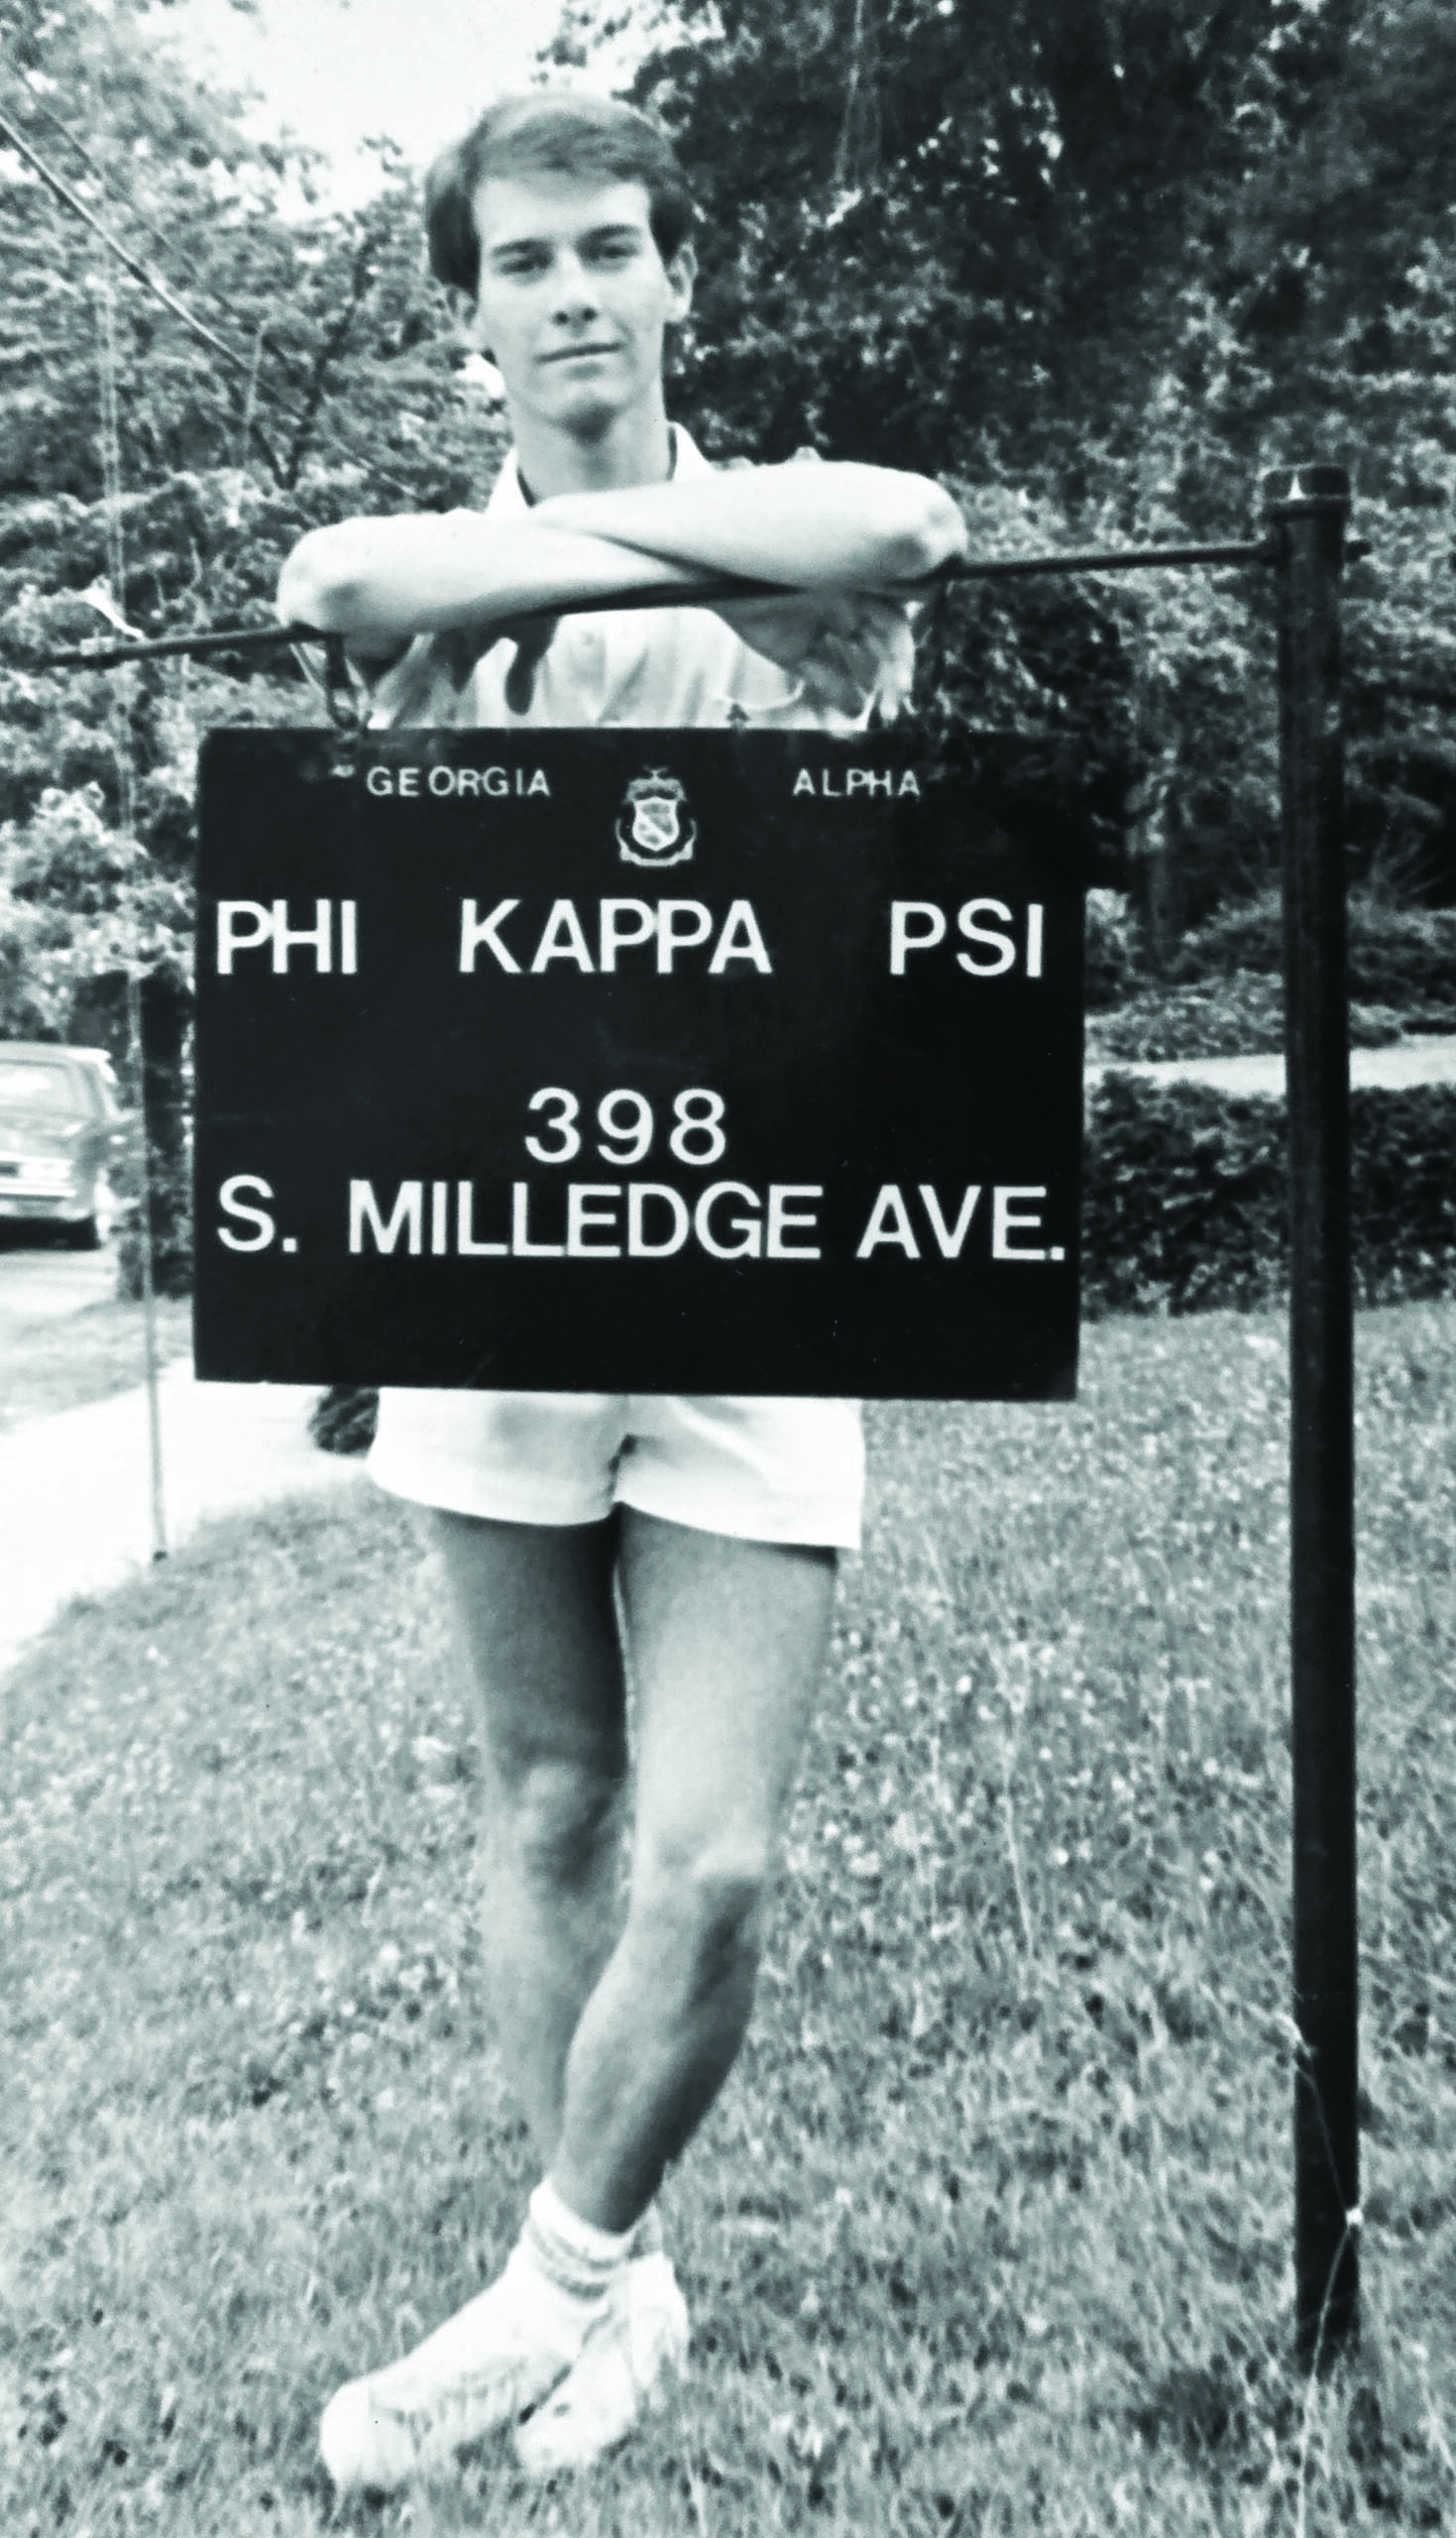 GEORGIA ALPHA
PHI KAPPA PSI
398
S. MILLEDGE AVE.